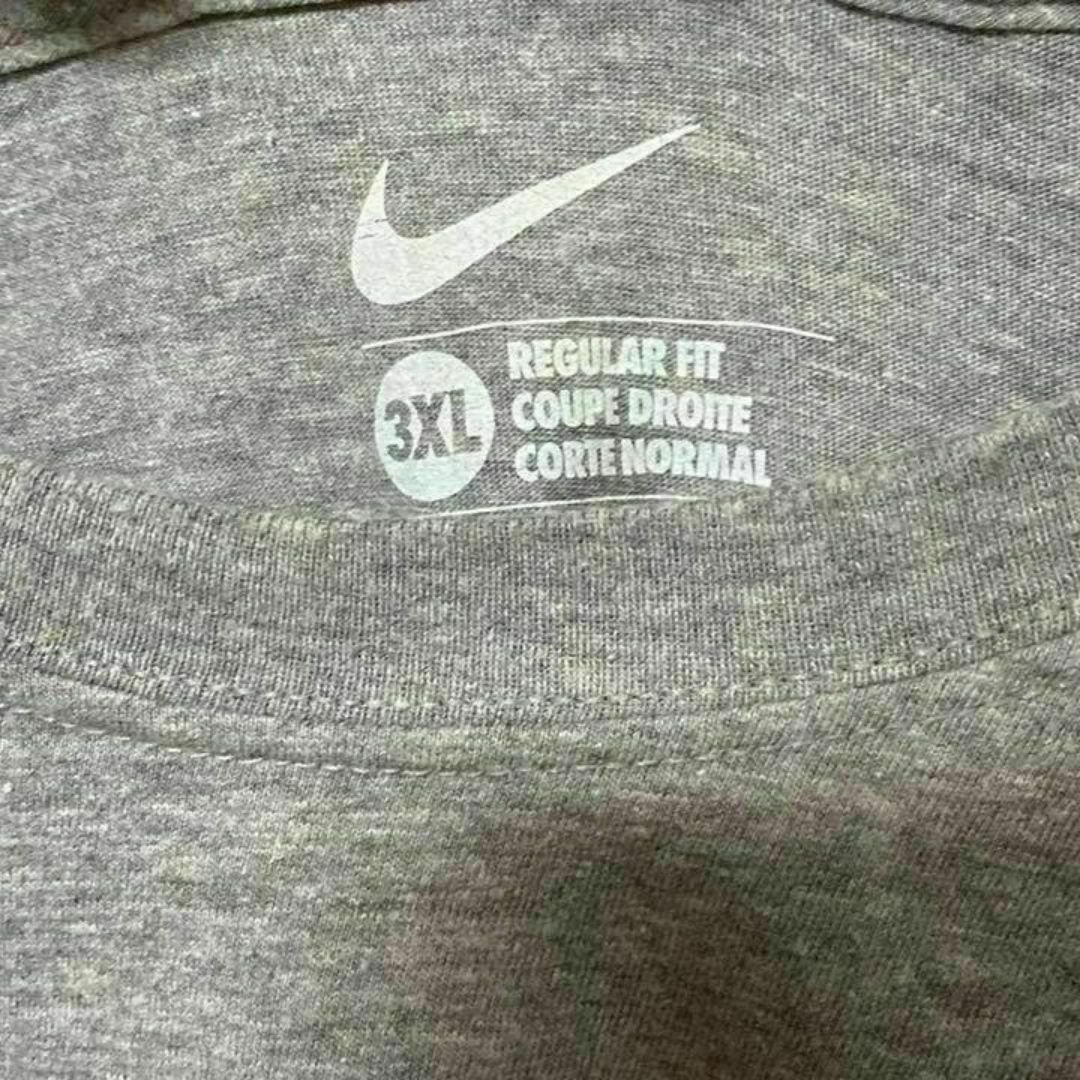 3XL
REGULAR FIT
COUPE DROITE
CORTE NORMAL